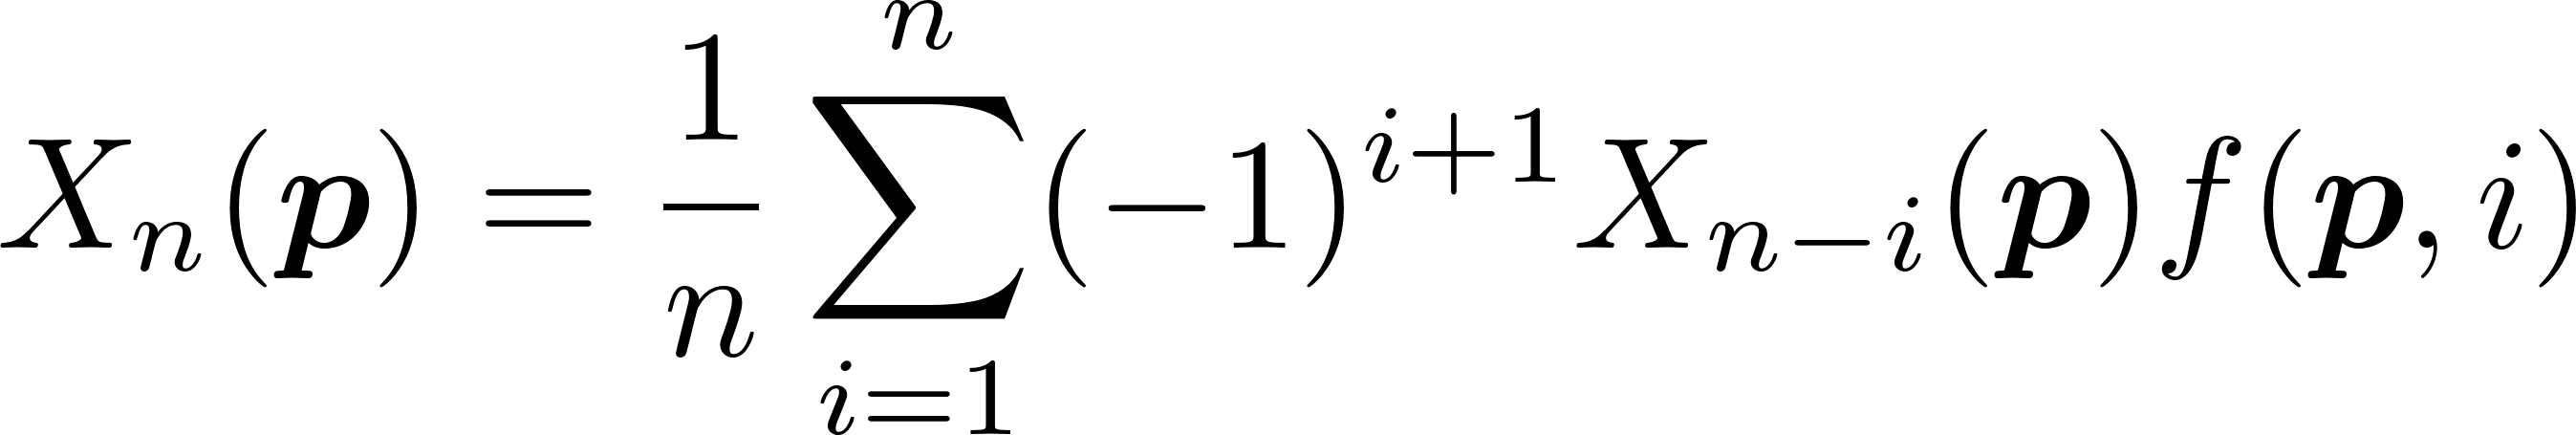 $X_n(\boldsymbol{p}) = \frac{1}{n} \sum_{i=1}^{n} (-1)^{i+1} X_{n-i}(\boldsymbol{p}) f(\boldsymbol{p}, i)$